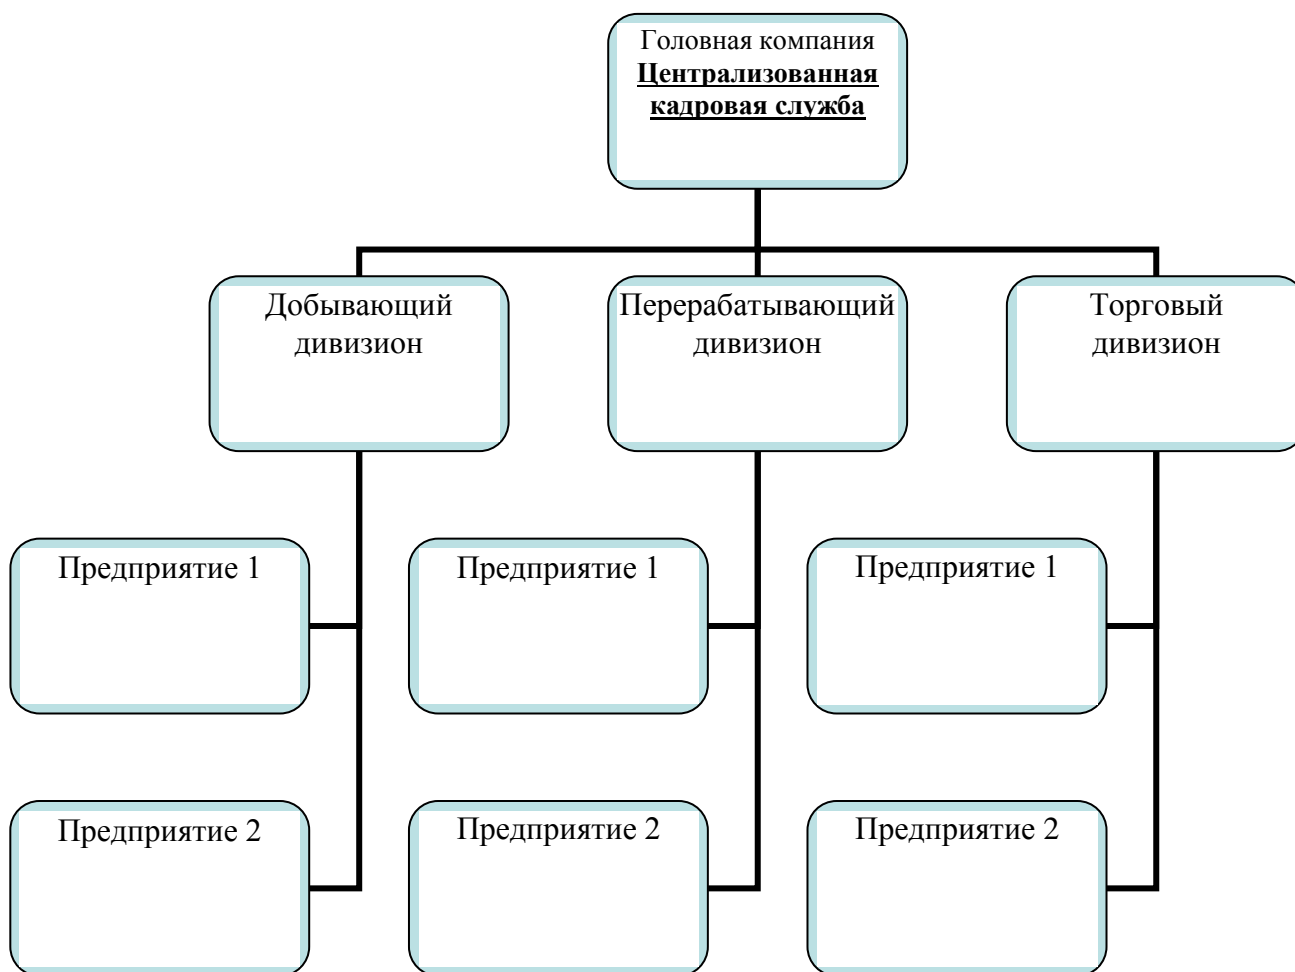 Головная компания
Централизованная
кадровая служба
Добывающий
дивизион
Перерабатывающий
дивизион
Торговый
дивизион
Предприятие 1
Предприятие 1
Предприятие 1
Предприятие 2
Предприятие 2
Предприятие 2